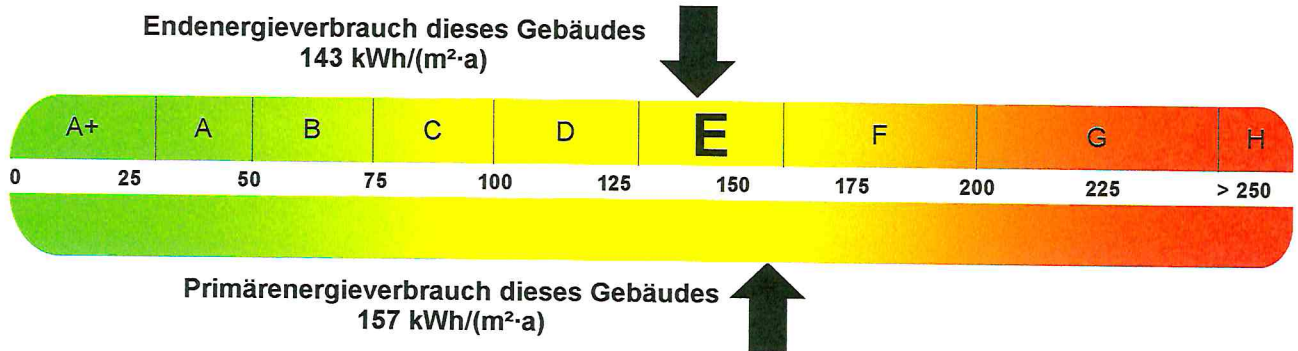 Endenergieverbrauch dieses Gebäudes
143 kWh/(m²·a)
A+ A B C D E F G H
0 25 50 75 100 125 150 175 200 225 > 250
Primärenergieverbrauch dieses Gebäudes
157 kWh/(m²·a)